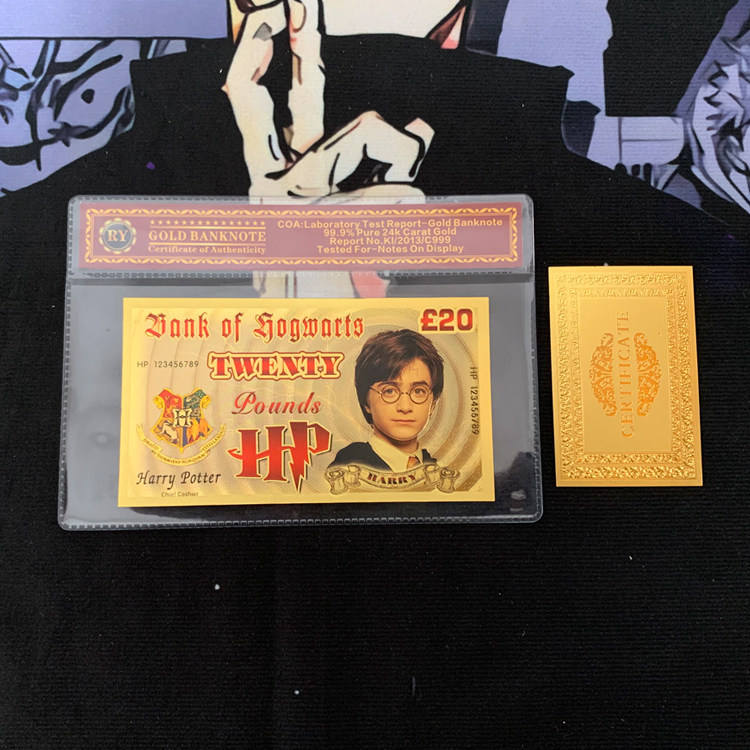 RY
GOLD BANKNOTE
Certificate of Authenticity
COA:Laboratory Test Report-Gold Banknote
99.9% Pure 24k Carat Gold
Report No.KI/2013/C999
Tested For-Notes On Display
Bank of Hogwarts
£20
HP 123456789
TWENTY
Pounds
HP
HP 123456789
Harry Potter
Chief Cashier
HARRY
CERTIFICATE